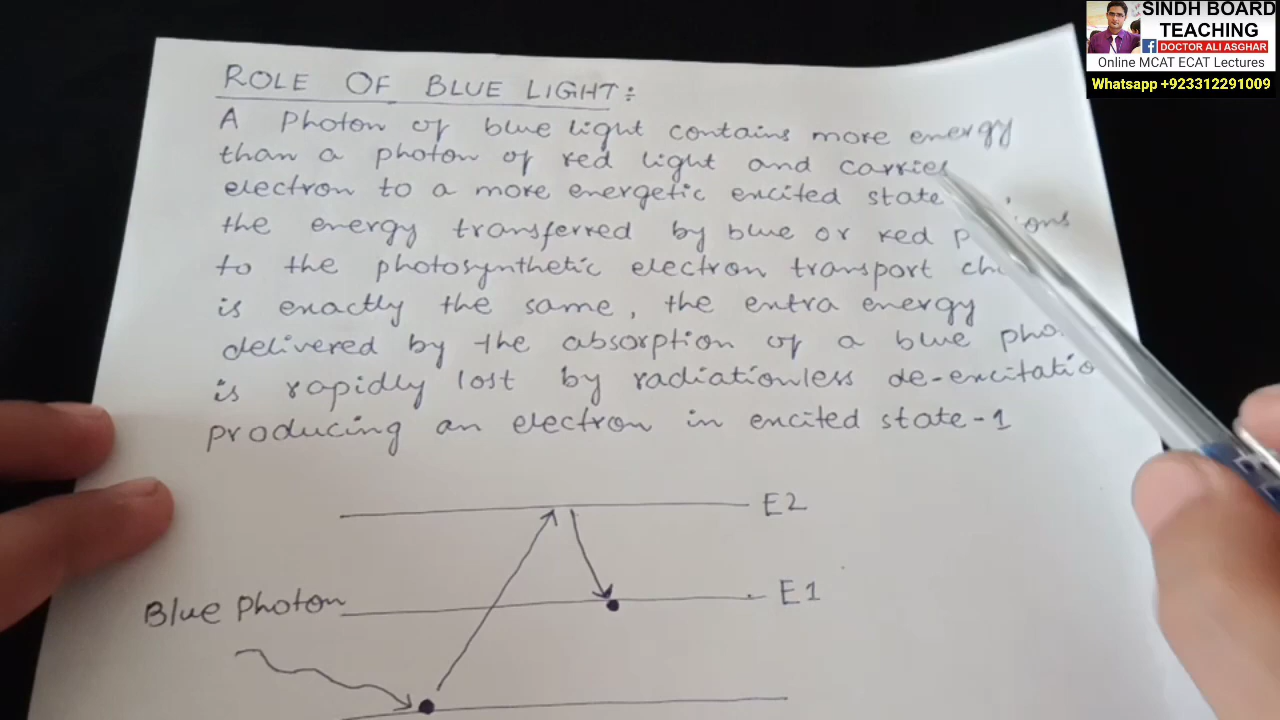 SINDH BOARD
TEACHING
f DOCTOR ALI ASGHAR
Online MCAT ECAT Lectures
Whatsapp +923312291009
ROLE OF BLUE LIGHT:
A Photon of blue light contains more energy
than a photon of red light and carries
electron to a more energetic excited state
the energy transferred by blue or red
to the photosynthetic electron transport
is exactly the same, the extra energy
delivered by the absorption of a blue
is rapidly lost by radiationless de-excitatio
producing an electron in excited state-1
E2
E1
Blue Photon